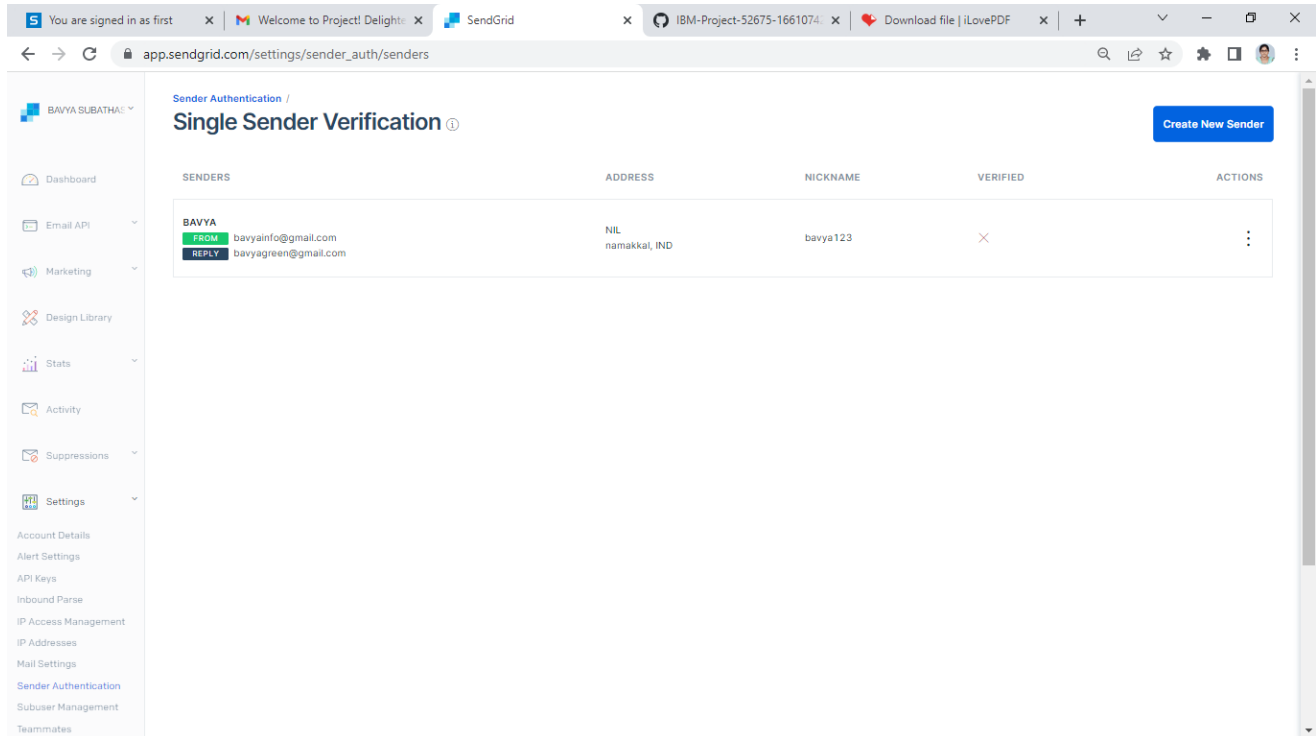 You are signed in as first
Welcome to Project! Delighte
SendGrid
IBM-Project-52675-1661074
Download file | iLovePDF
app.sendgrid.com/settings/sender_auth/senders
BAVYA SUBATHAS
Sender Authentication /
Single Sender Verification
Create New Sender
SENDERS ADDRESS NICKNAME VERIFIED ACTIONS
BAVYA
FROM bavyainfo@gmail.com
REPLY bavyagreen@gmail.com
NIL
namakkal, IND
bavya123
Dashboard
Email API
Marketing
Design Library
Stats
Activity
Suppressions
Settings
Account Details
Alert Settings
API Keys
Inbound Parse
IP Access Management
IP Addresses
Mail Settings
Sender Authentication
Subuser Management
Teammates